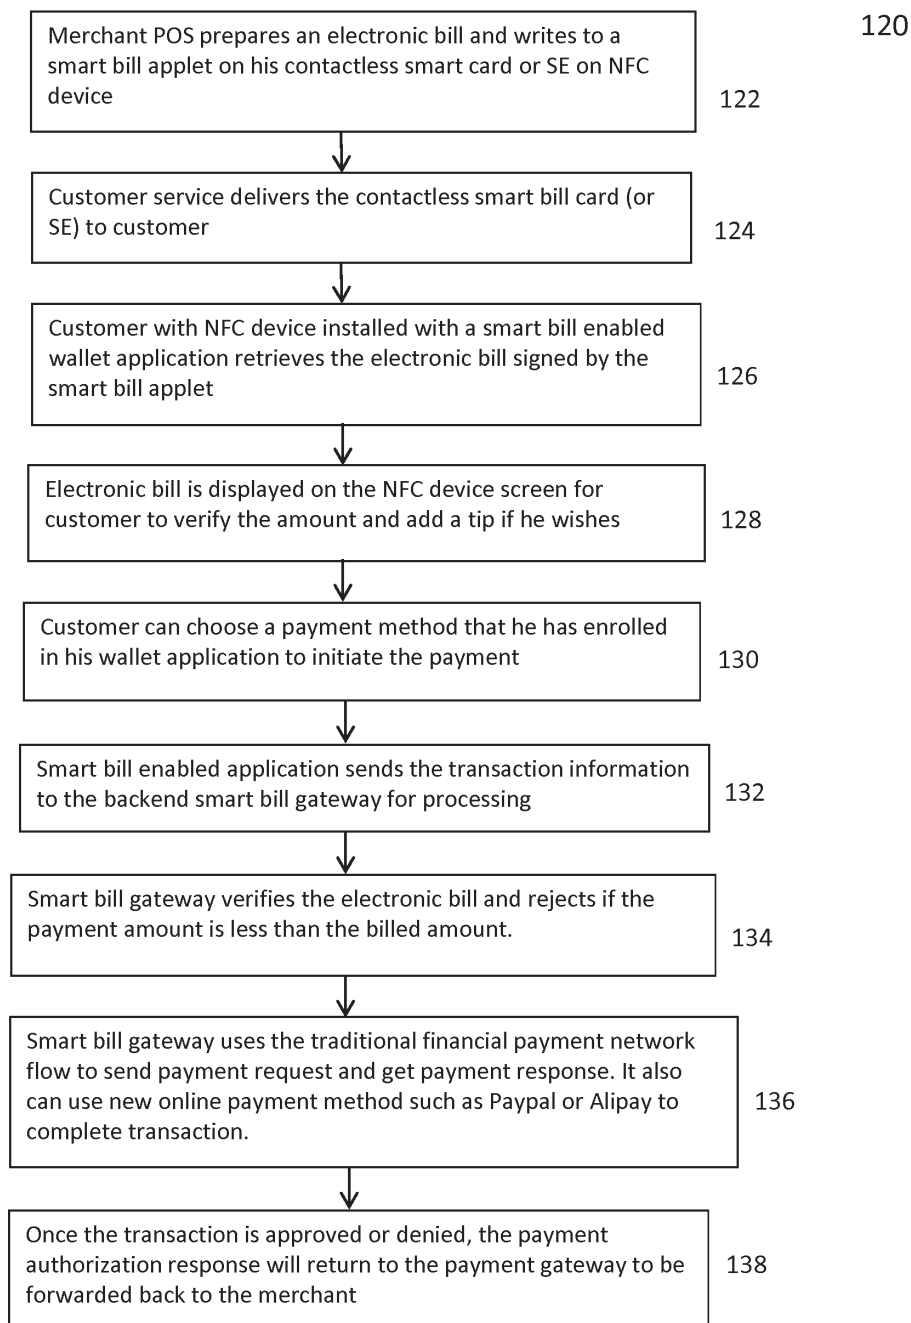 120
Merchant POS prepares an electronic bill and writes to a
smart bill applet on his contactless smart card or SE on NFC
device
122
Customer service delivers the contactless smart bill card (or
SE) to customer
124
Customer with NFC device installed with a smart bill enabled
wallet application retrieves the electronic bill signed by the
smart bill applet
126
Electronic bill is displayed on the NFC device screen for
customer to verify the amount and add a tip if he wishes
128
Customer can choose a payment method that he has enrolled
in his wallet application to initiate the payment
130
Smart bill enabled application sends the transaction information
to the backend smart bill gateway for processing
132
Smart bill gateway verifies the electronic bill and rejects if the
payment amount is less than the billed amount.
134
Smart bill gateway uses the traditional financial payment network
flow to send payment request and get payment response. It also
can use new online payment method such as Paypal or Alipay to
complete transaction.
136
Once the transaction is approved or denied, the payment
authorization response will return to the payment gateway to be
forwarded back to the merchant
138